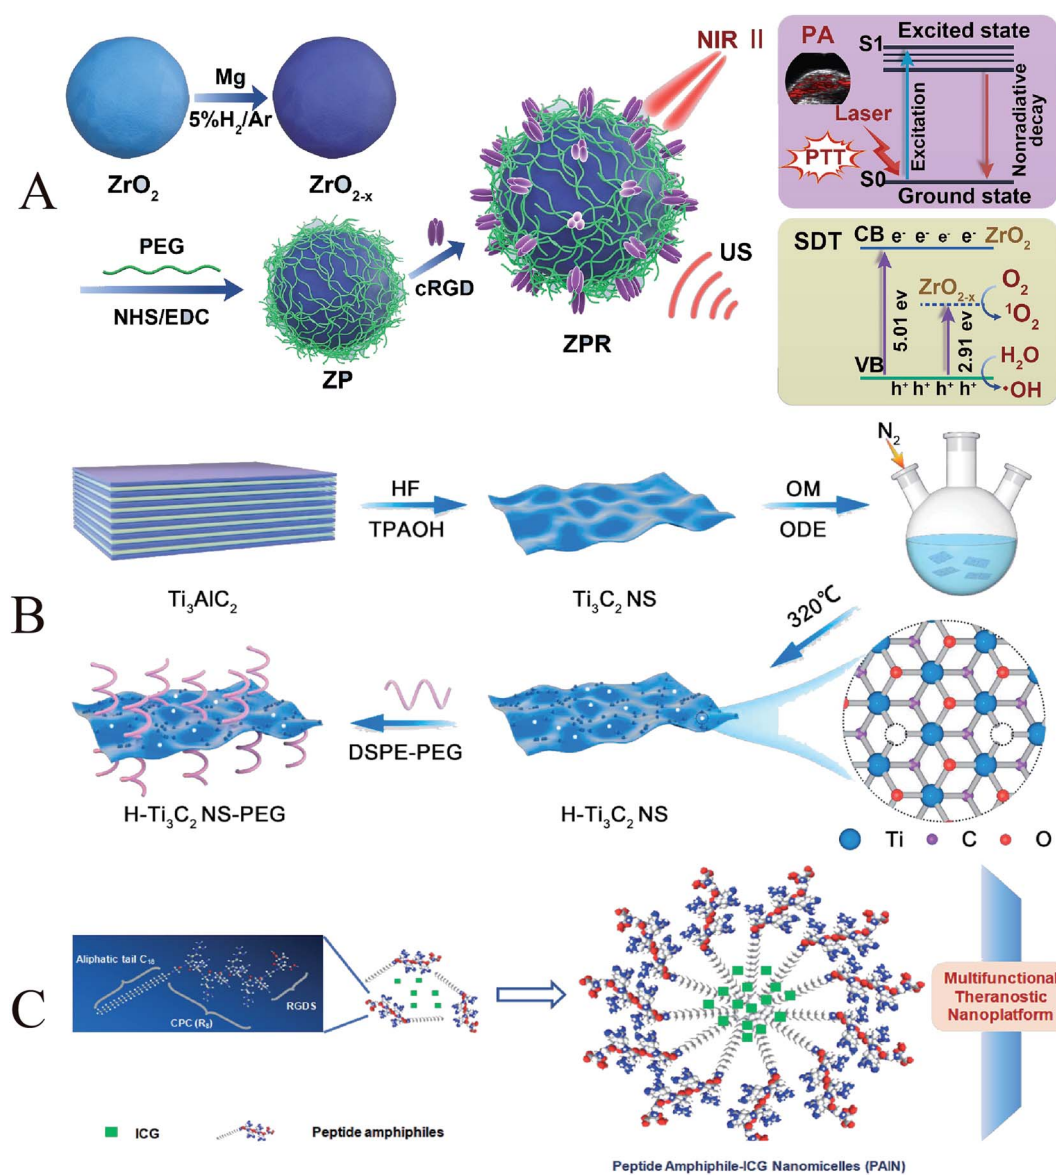 A
ZrO2
Mg
5%H2/Ar
ZrO2-x
PEG
NHS/EDC
ZP
cRGD
ZPR
NIR II
US
PA
S1
Excited state
Laser
PTT
Excitation
Nonradiative
decay
S0
Ground state
SDT
CB
e- e- e- e-
ZrO2
ZrO2-x
O2
1O2
5.01 ev
2.91 ev
VB
h+ h+ h+ h+
H2O
·OH
B
Ti3AlC2
HF
TPAOH
Ti3C2 NS
OM
ODE
N2
320℃
H-Ti3C2 NS
DSPE-PEG
H-Ti3C2 NS-PEG
Ti C O
C
Aliphatic tail C18
CPC (R8)
RGDS
ICG
Peptide amphiphiles
Peptide Amphiphile-ICG Nanomicelles (PAIN)
Multifunctional
Theranostic
Nanoplatform